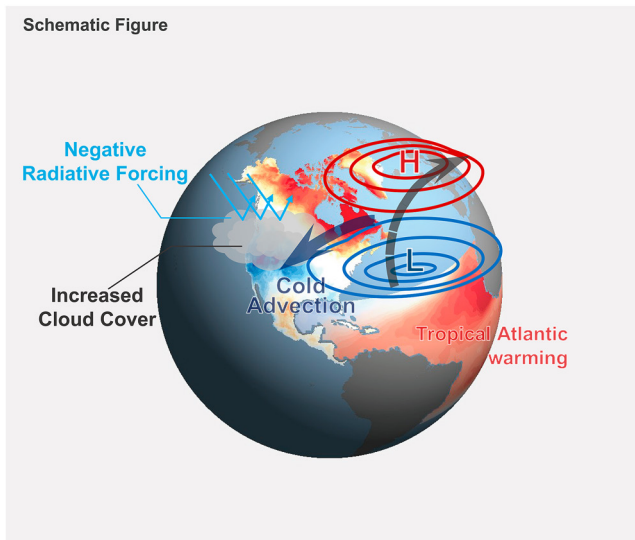 Schematic Figure
Negative
Radiative Forcing
H
L
Increased
Cloud Cover
Cold
Advection
Tropical Atlantic
warming